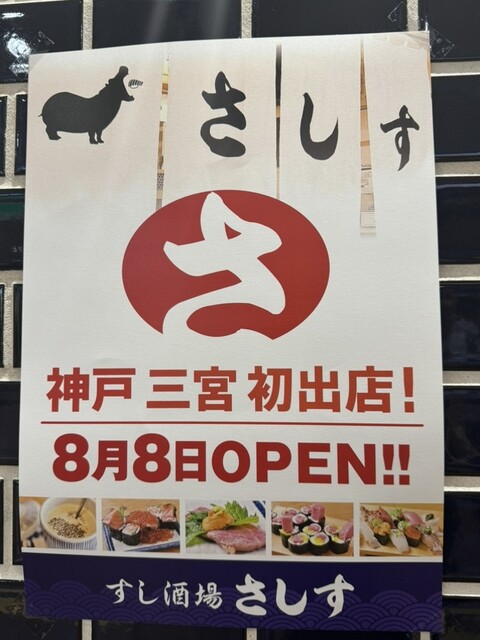 さしす
さ
神戸 三宮 初出店！
8月8日OPEN!!
すし酒場 さしす